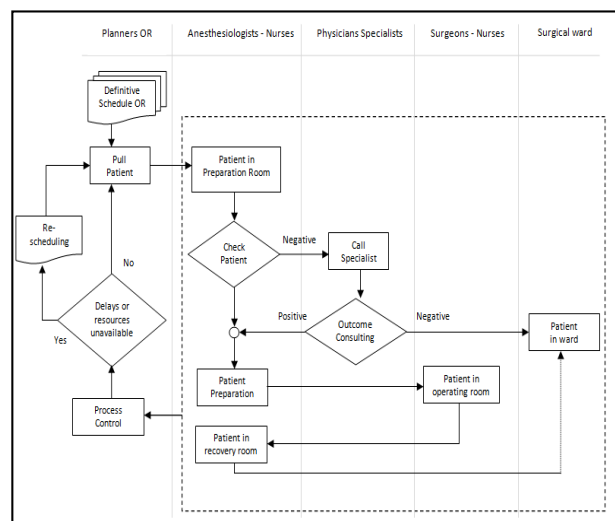 Planners OR
Anesthesiologists - Nurses
Physicians Specialists
Surgeons - Nurses
Surgical ward
Definitive
Schedule OR
Pull
Patient
Patient in
Preparation Room
Re-
scheduling
No
Check
Patient
Negative
Call
Specialist
Delays or
resources
unavailable
Yes
Positive
Outcome
Consulting
Negative
Patient
in ward
Patient
Preparation
Patient in
operating room
Process
Control
Patient in
recovery room